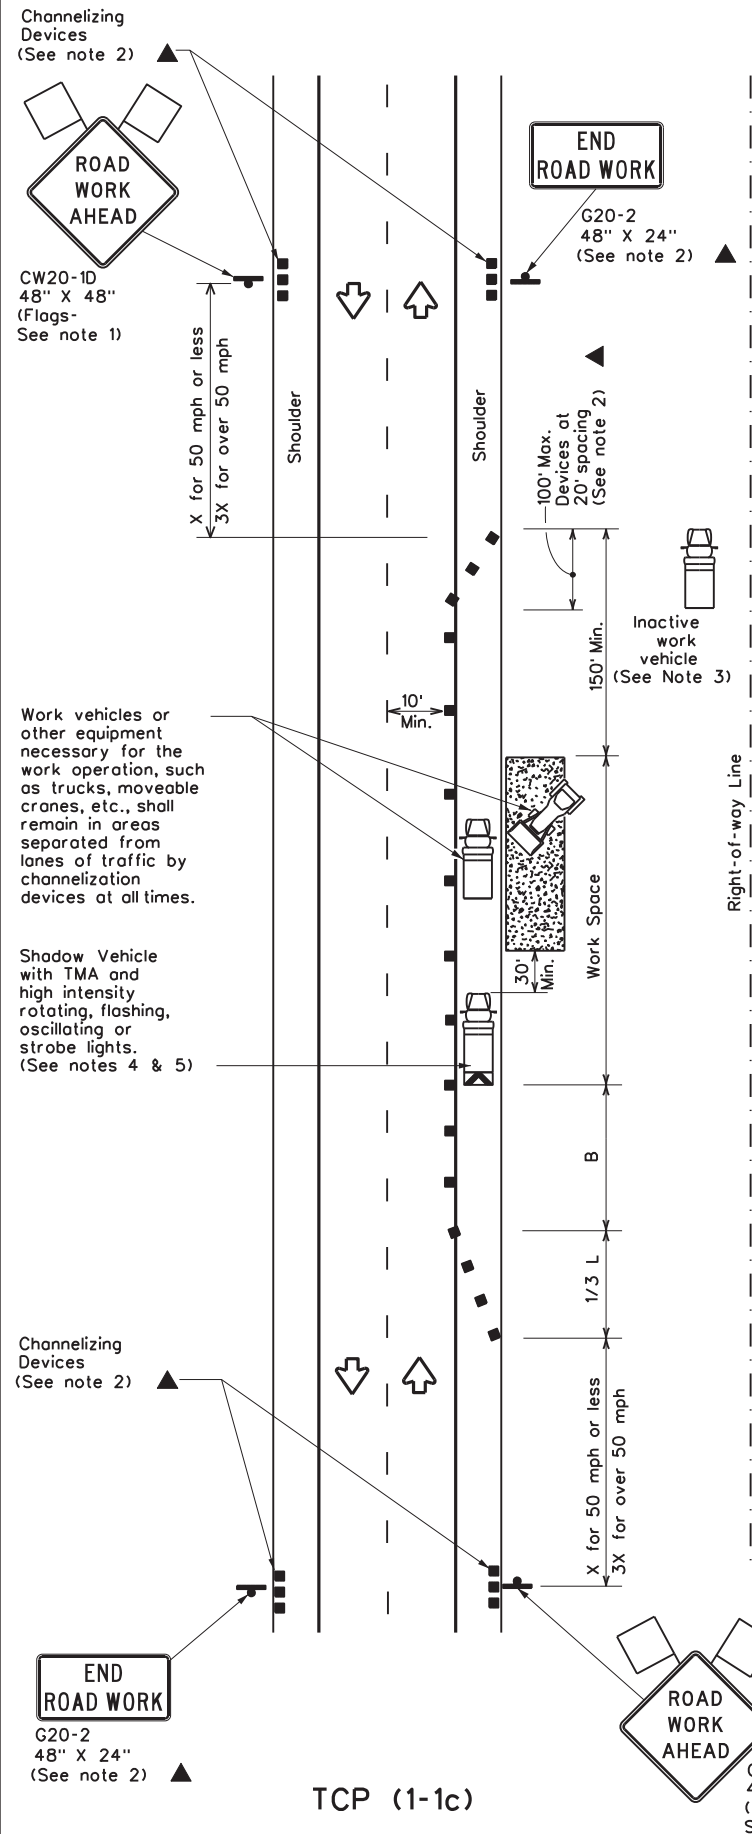 Channelizing
Devices
(See note 2)
ROAD
WORK
AHEAD
CW20-1D
48" X 48"
(Flags-
See note 1)
END
ROAD WORK
G20-2
48" X 24"
(See note 2)
X for 50 mph or less
3X for over 50 mph
Shoulder
Shoulder
100' Max.
Devices at
20' spacing
(See note 2)
150' Min.
Inactive
work
vehicle
(See Note 3)
10'
Min.
Work vehicles or
other equipment
necessary for the
work operation, such
as trucks, moveable
cranes, etc., shall
remain in areas
separated from
lanes of traffic by
channelization
devices at all times.
Right-of-way Line
Work Space
30'
Min.
Shadow Vehicle
with TMA and
high intensity
rotating, flashing,
oscillating or
strobe lights.
(See notes 4 & 5)
B
1/3 L
Channelizing
Devices
(See note 2)
X for 50 mph or less
3X for over 50 mph
END
ROAD WORK
G20-2
48" X 24"
(See note 2)
ROAD
WORK
AHEAD
TCP (1-1c)